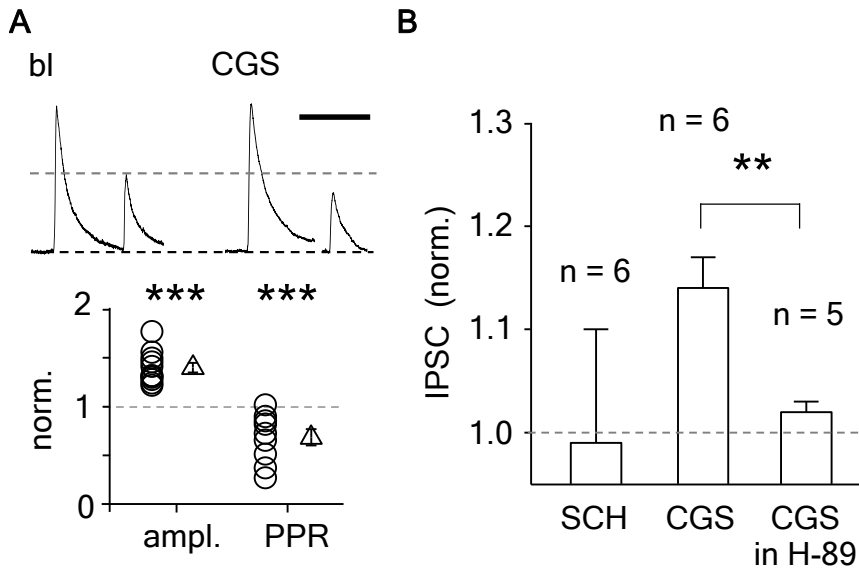 A
bl
CGS
***
***
norm.
2
1
0
ampl.
PPR
B
IPSC (norm.)
1.3
1.2
1.1
1.0
n = 6
n = 6
**
n = 5
SCH
CGS
CGS
in H-89